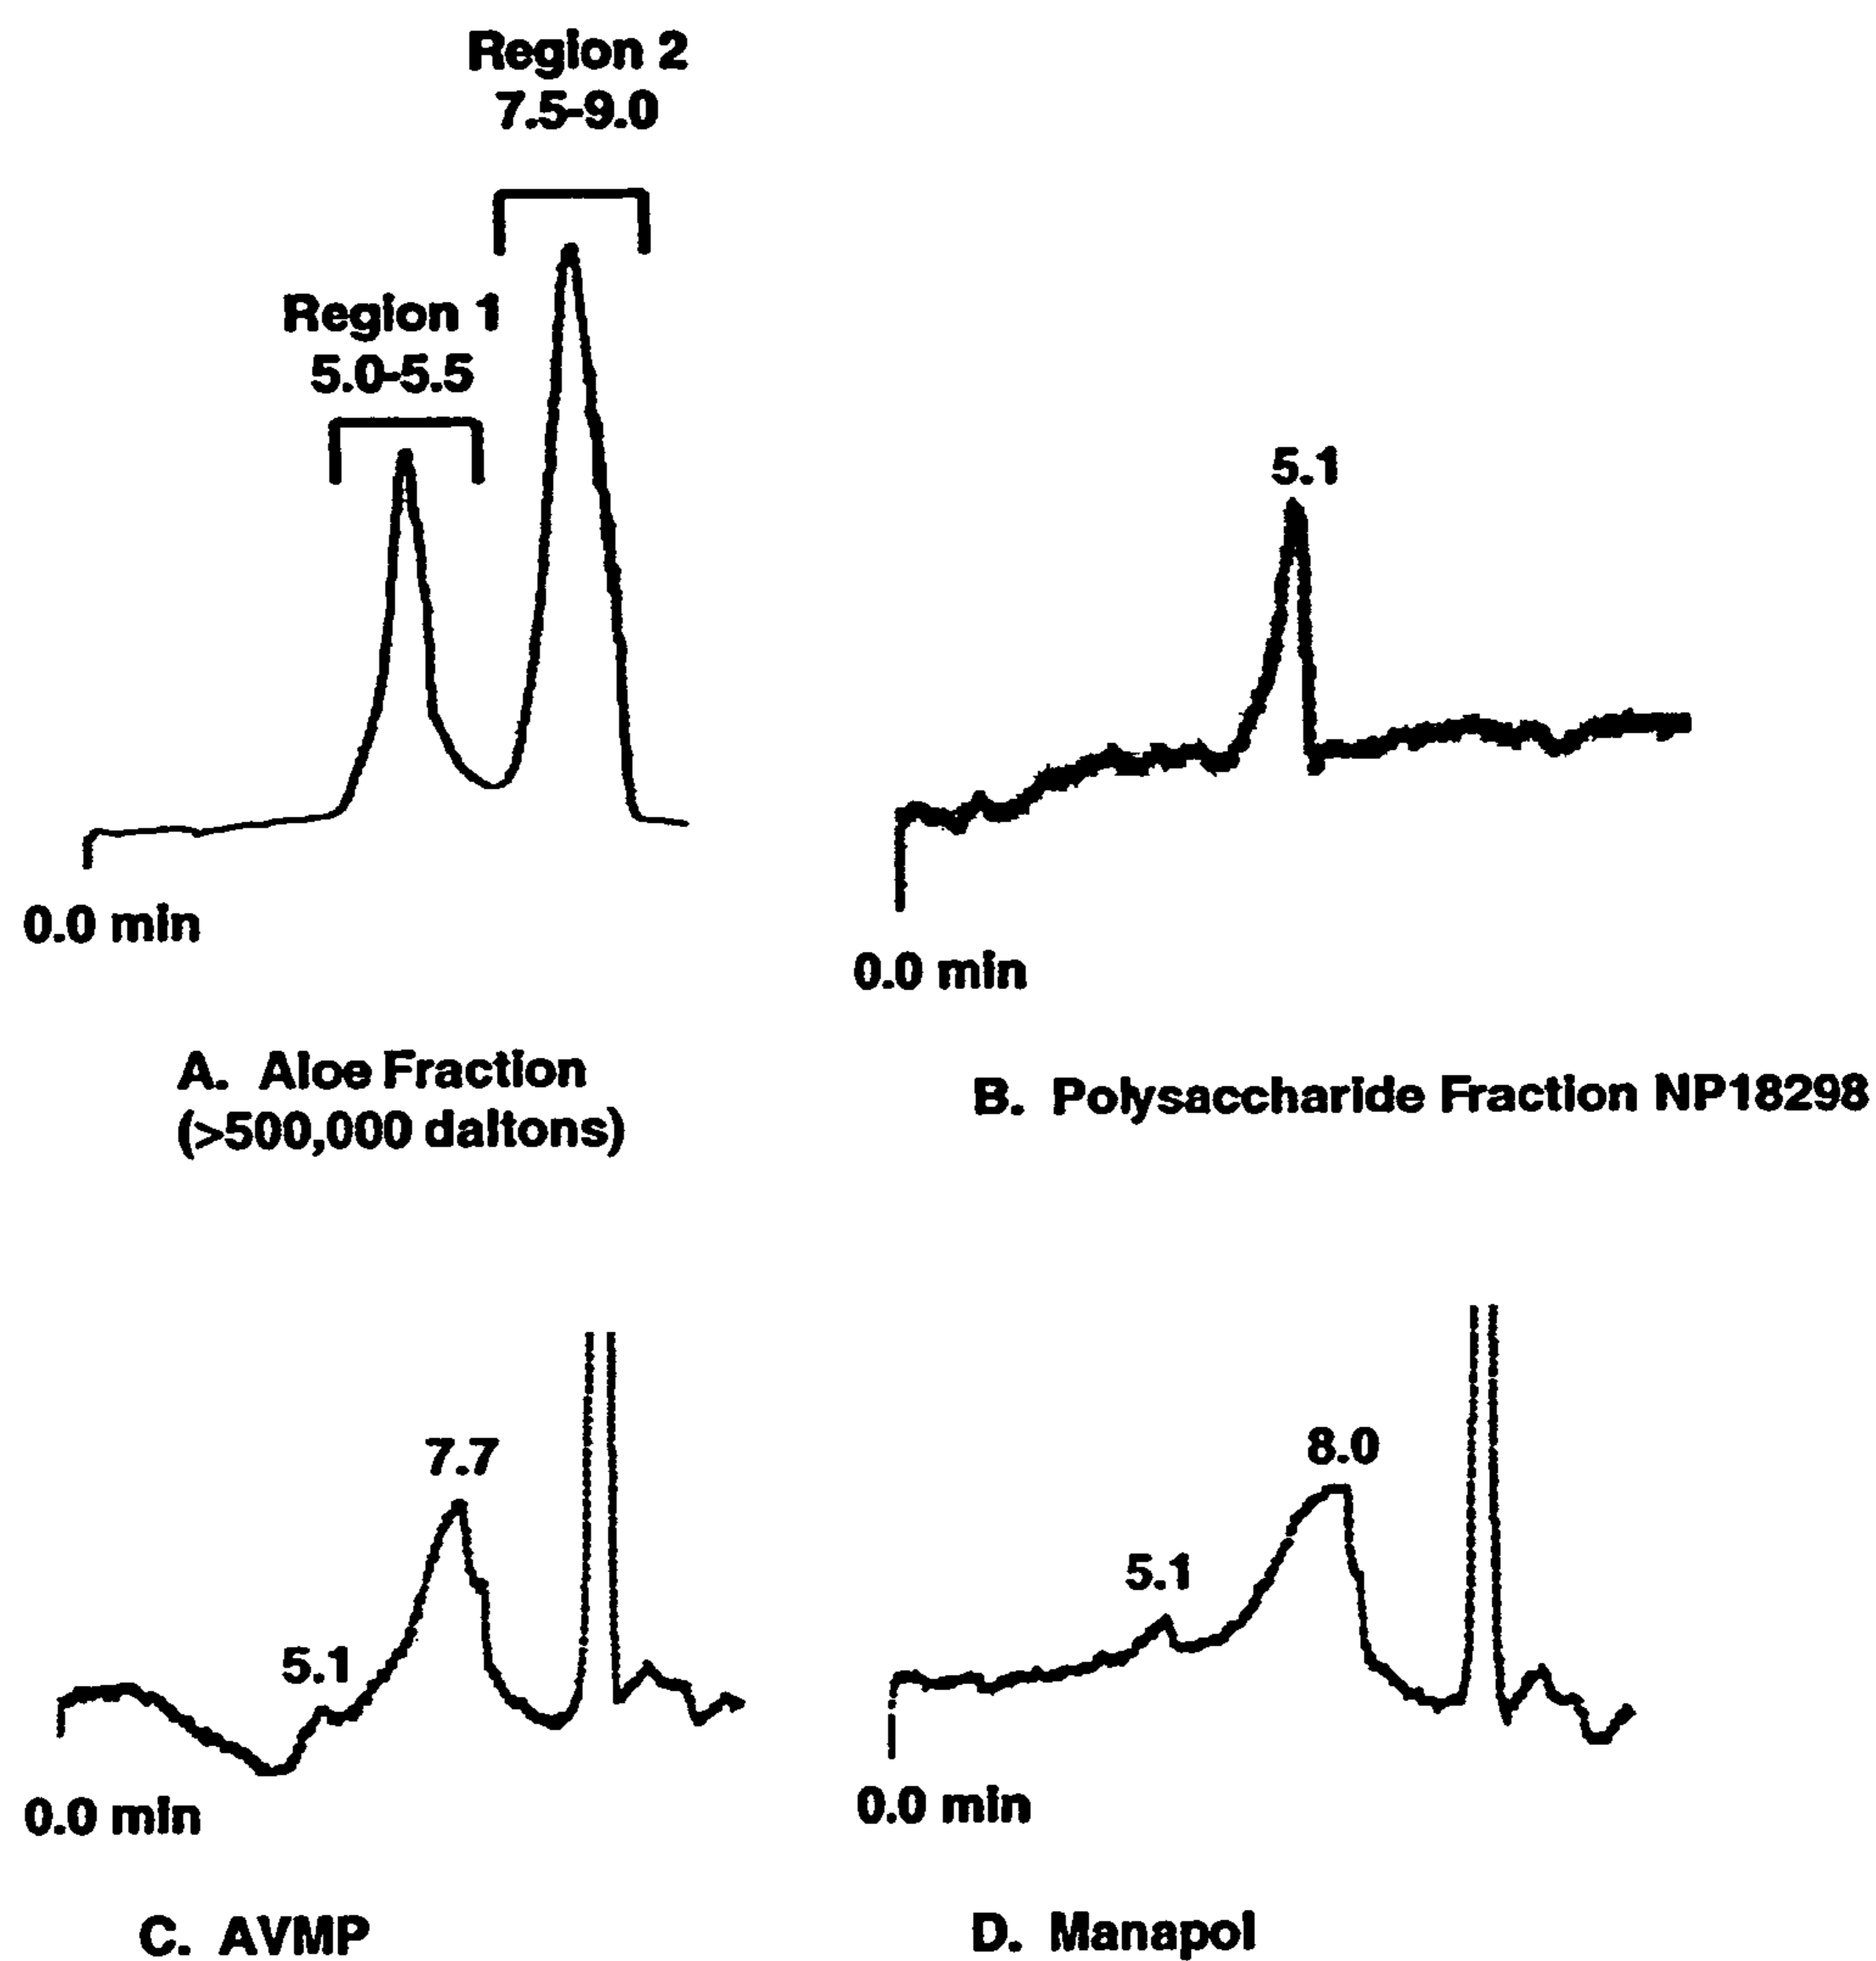 Region 2
7.5-9.0
Region 1
5.0-5.5
0.0 min
A. Aloe Fraction
(>500,000 daltons)
5.1
0.0 min
B. Polysaccharide Fraction NP18298
7.7
5.1
0.0 min
C. AVMP
8.0
5.1
0.0 min
D. Manapol